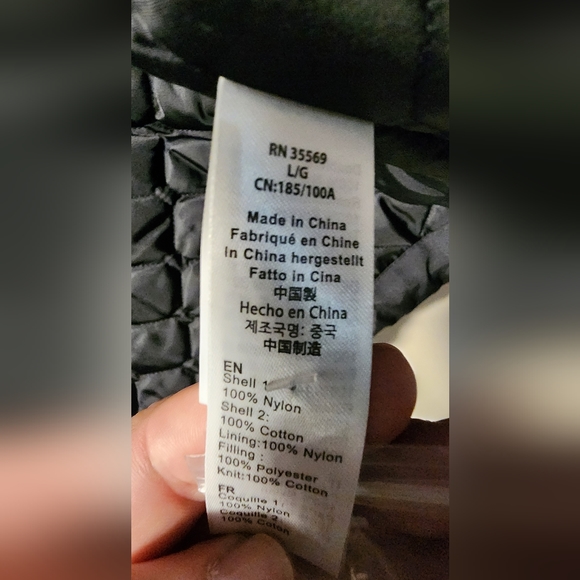 RN 35569
L/G
CN:185/100A
Made in China
Fabriqué en Chine
In China hergestellt
Fatto in Cina
中国製
Hecho en China
제조국명: 중국
中国制造
EN
Shell 1
100% Nylon
Shell 2:
100% Cotton
Lining:100% Nylon
Filling :
100% Polyester
Knit:100% Cotton
FR
Coquille 1 :
100% Nylon
Coquille 2
100% Coton